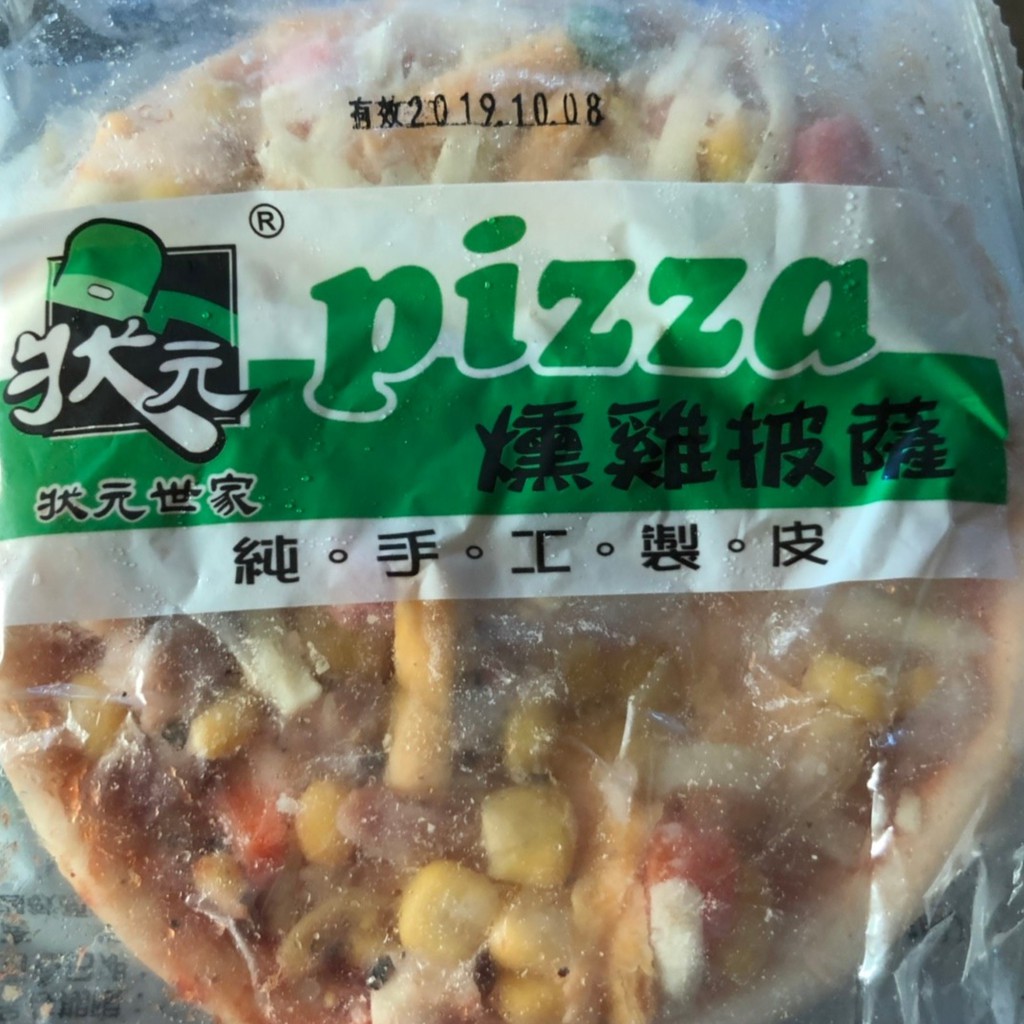 有效2019.10.08
®
pizza
狀元
燻雞披薩
狀元世家
純。手。工。製。皮